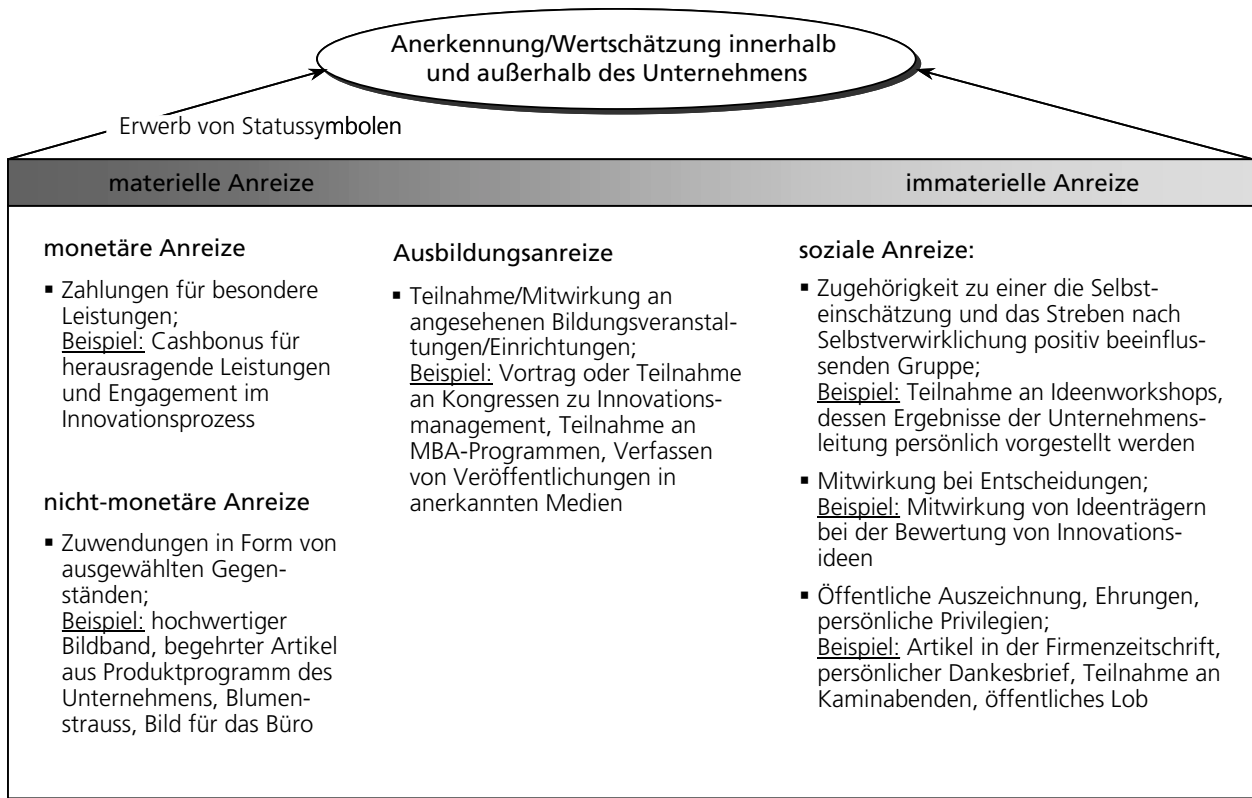 Anerkennung/Wertschätzung innerhalb
und außerhalb des Unternehmens
Erwerb von Statussymbolen
materielle Anreize
immaterielle Anreize
monetäre Anreize
▪ Zahlungen für besondere
Leistungen;
Beispiel: Cashbonus für
herausragende Leistungen
und Engagement im
Innovationsprozess
nicht-monetäre Anreize
▪ Zuwendungen in Form von
ausgewählten Gegen-
ständen;
Beispiel: hochwertiger
Bildband, begehrter Artikel
aus Produktprogramm des
Unternehmens, Blumen-
strauss, Bild für das Büro
Ausbildungsanreize
▪ Teilnahme/Mitwirkung an
angesehenen Bildungsveranstal-
tungen/Einrichtungen;
Beispiel: Vortrag oder Teilnahme
an Kongressen zu Innovations-
management, Teilnahme an
MBA-Programmen, Verfassen
von Veröffentlichungen in
anerkannten Medien
soziale Anreize:
▪ Zugehörigkeit zu einer die Selbst-
einschätzung und das Streben nach
Selbstverwirklichung positiv beeinflus-
senden Gruppe;
Beispiel: Teilnahme an Ideenworkshops,
dessen Ergebnisse der Unternehmens-
leitung persönlich vorgestellt werden
▪ Mitwirkung bei Entscheidungen;
Beispiel: Mitwirkung von Ideenträgern
bei der Bewertung von Innovations-
ideen
▪ Öffentliche Auszeichnung, Ehrungen,
persönliche Privilegien;
Beispiel: Artikel in der Firmenzeitschrift,
persönlicher Dankesbrief, Teilnahme an
Kaminabenden, öffentliches Lob